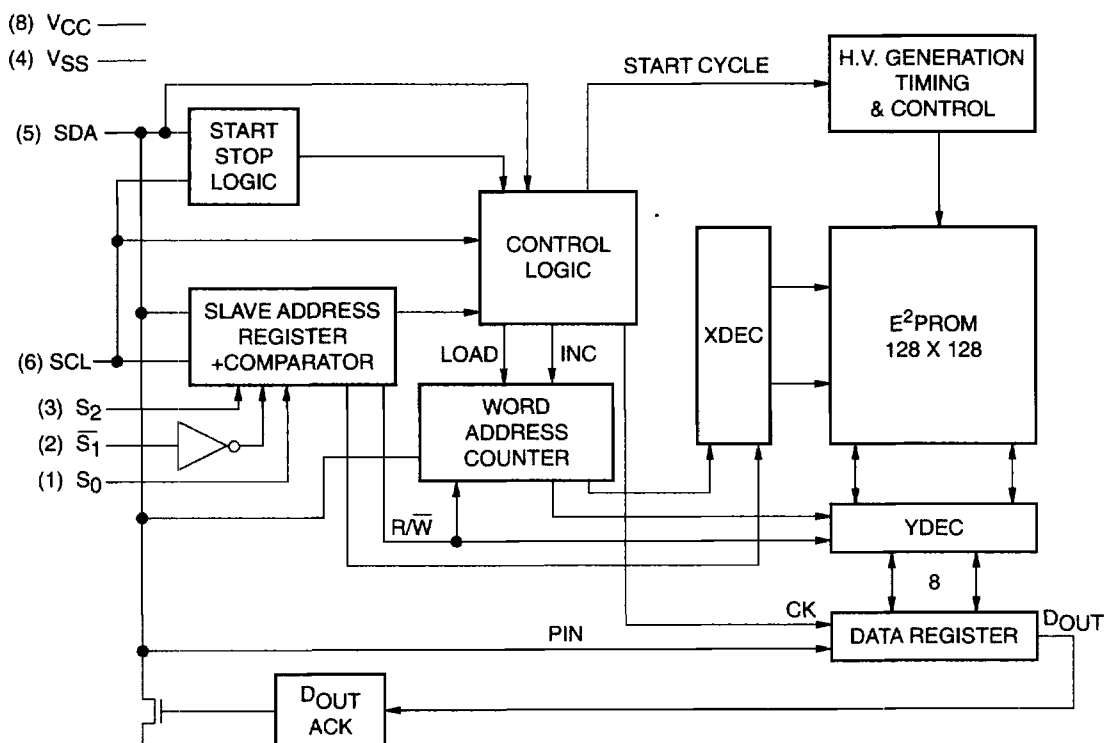 (8) VCC
(4) VSS
(5) SDA
START
STOP
LOGIC
START CYCLE
H.V. GENERATION
TIMING
& CONTROL
CONTROL
LOGIC
SLAVE ADDRESS
REGISTER
+COMPARATOR
(6) SCL
(3) S2
(2) S̅1̅
(1) S0
LOAD
INC
WORD
ADDRESS
COUNTER
XDEC
E²PROM
128 X 128
R/W̅
YDEC
8
CK
PIN
DATA REGISTER
DOUT
DOUT
ACK